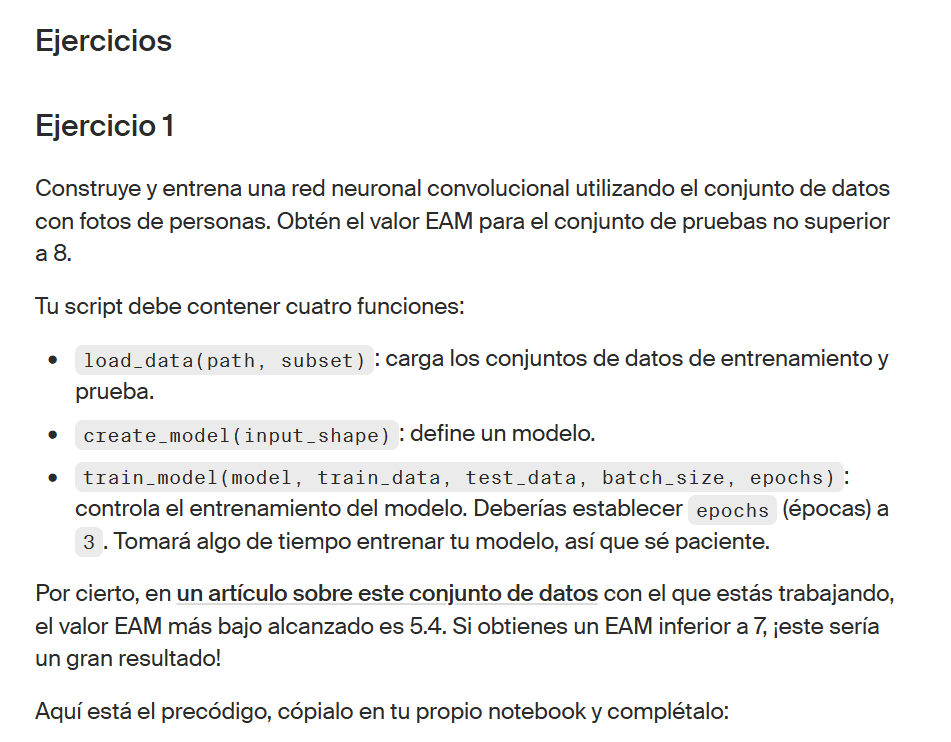 Ejercicios
Ejercicio 1
Construye y entrena una red neuronal convolucional utilizando el conjunto de datos
con fotos de personas. Obtén el valor EAM para el conjunto de pruebas no superior
a 8.
Tu script debe contener cuatro funciones:
• load_data(path, subset) : carga los conjuntos de datos de entrenamiento y
prueba.
• create_model(input_shape) : define un modelo.
• train_model(model, train_data, test_data, batch_size, epochs) :
controla el entrenamiento del modelo. Deberías establecer epochs (épocas) a
3 . Tomará algo de tiempo entrenar tu modelo, así que sé paciente.
Por cierto, en un artículo sobre este conjunto de datos con el que estás trabajando,
el valor EAM más bajo alcanzado es 5.4. Si obtienes un EAM inferior a 7, ¡este sería
un gran resultado!
Aquí está el precódigo, cópialo en tu propio notebook y complétalo: